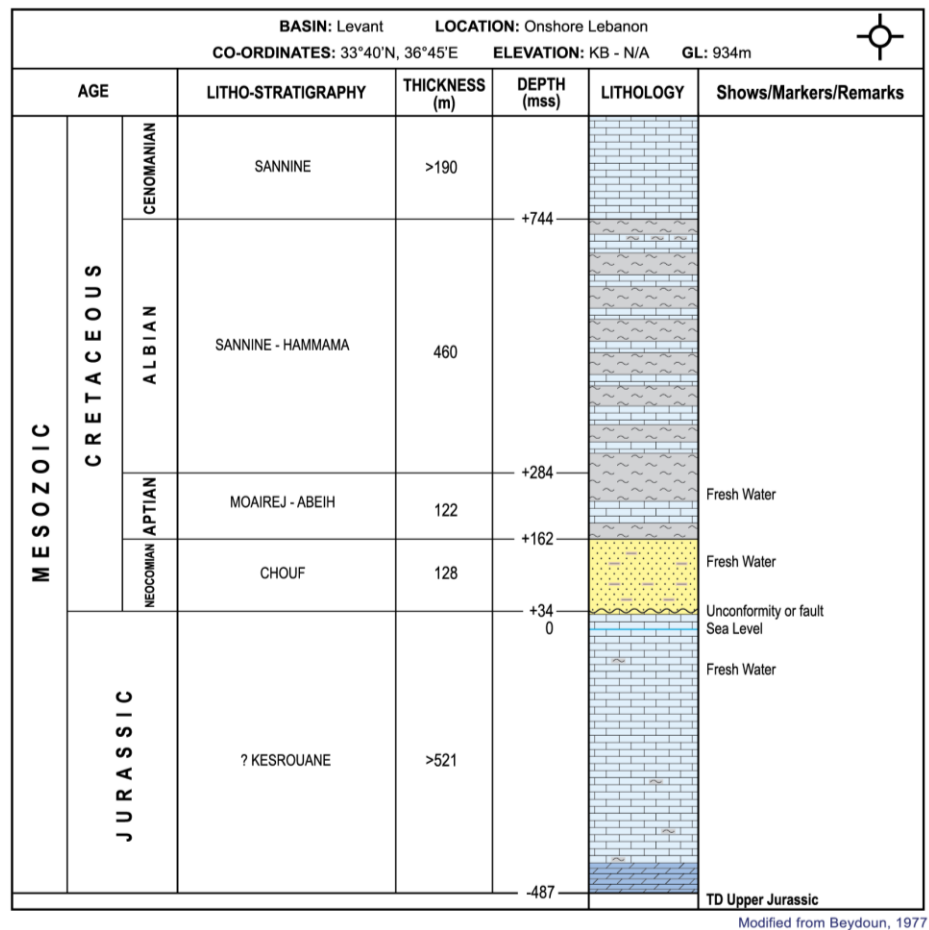 BASIN: Levant LOCATION: Onshore Lebanon
CO-ORDINATES: 33°40'N, 36°45'E ELEVATION: KB - N/A GL: 934m
AGE LITHO-STRATIGRAPHY THICKNESS (m) DEPTH (mss) LITHOLOGY Shows/Markers/Remarks
MESOZOIC
CRETACEOUS
CENOMANIAN
SANNINE >190
+744
ALBIAN
SANNINE - HAMMAMA 460
+284
APTIAN
MOAIREJ - ABEIH 122
Fresh Water
+162
NEOCOMIAN
CHOUF 128
Fresh Water
+34 Unconformity or fault
0 Sea Level
Fresh Water
JURASSIC
? KESROUANE >521
-487
TD Upper Jurassic
Modified from Beydoun, 1977